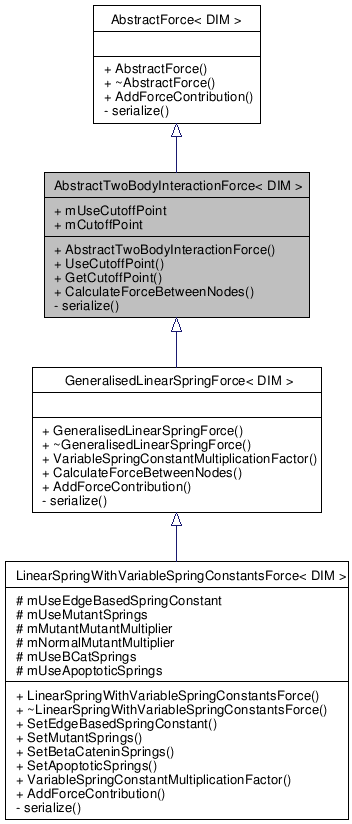 AbstractForce< DIM >
+ AbstractForce()
+ ~AbstractForce()
+ AddForceContribution()
- serialize()
AbstractTwoBodyInteractionForce< DIM >
+ mUseCutoffPoint
+ mCutoffPoint
+ AbstractTwoBodyInteractionForce()
+ UseCutoffPoint()
+ GetCutoffPoint()
+ CalculateForceBetweenNodes()
- serialize()
GeneralisedLinearSpringForce< DIM >
+ GeneralisedLinearSpringForce()
+ ~GeneralisedLinearSpringForce()
+ VariableSpringConstantMultiplicationFactor()
+ CalculateForceBetweenNodes()
+ AddForceContribution()
- serialize()
LinearSpringWithVariableSpringConstantsForce< DIM >
# mUseEdgeBasedSpringConstant
# mUseMutantSprings
# mMutantMutantMultiplier
# mNormalMutantMultiplier
# mUseBCatSprings
# mUseApoptoticSprings
+ LinearSpringWithVariableSpringConstantsForce()
+ ~LinearSpringWithVariableSpringConstantsForce()
+ SetEdgeBasedSpringConstant()
+ SetMutantSprings()
+ SetBetaCateninSprings()
+ SetApoptoticSprings()
+ VariableSpringConstantMultiplicationFactor()
+ AddForceContribution()
- serialize()